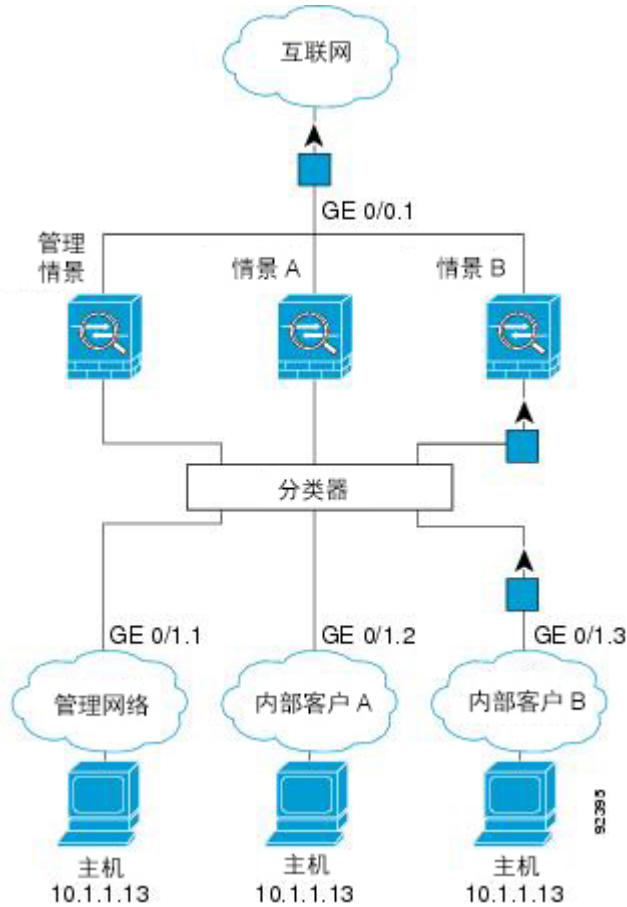 互联网
GE 0/0.1
管理
情景
情景 A
情景 B
分类器
GE 0/1.1
GE 0/1.2
GE 0/1.3
管理网络
内部客户 A
内部客户 B
主机
10.1.1.13
主机
10.1.1.13
主机
10.1.1.13
92395